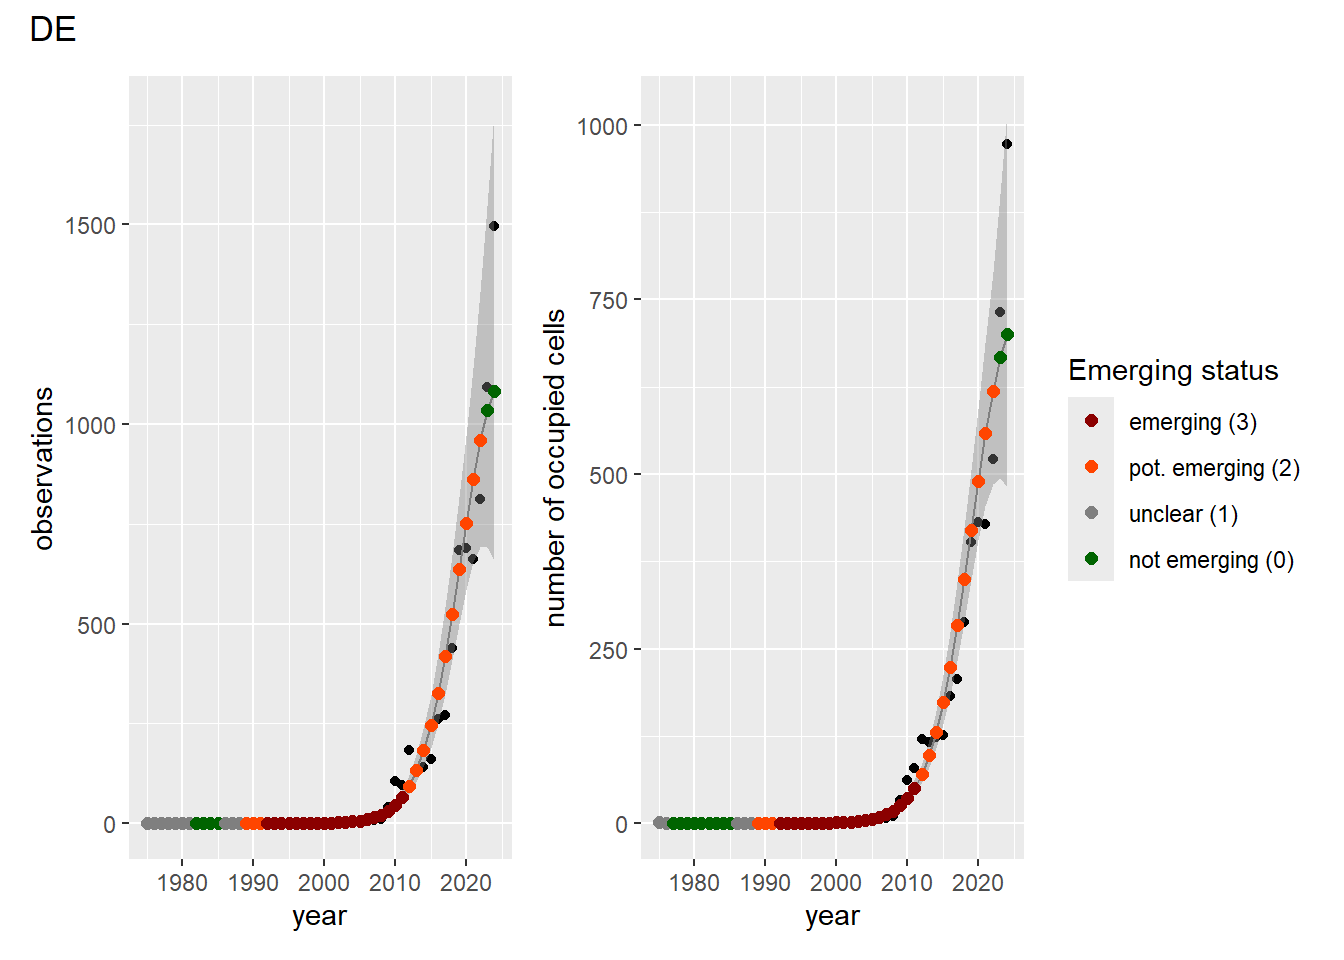 DE
observations
1500
1000
500
0
1980 1990 2000 2010 2020
year
number of occupied cells
1000
750
500
250
0
1980 1990 2000 2010 2020
year
Emerging status
emerging (3)
pot. emerging (2)
unclear (1)
not emerging (0)